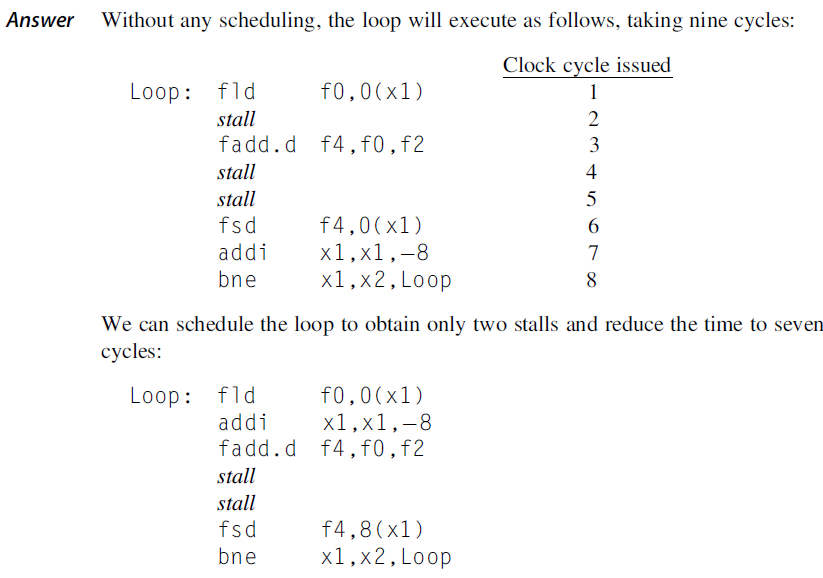 Answer Without any scheduling, the loop will execute as follows, taking nine cycles:
Clock cycle issued
Loop: fld f0,0(x1) 1
stall 2
fadd.d f4,f0,f2 3
stall 4
stall 5
fsd f4,0(x1) 6
addi x1,x1,−8 7
bne x1,x2,Loop 8
We can schedule the loop to obtain only two stalls and reduce the time to seven
cycles:
Loop: fld f0,0(x1)
addi x1,x1,−8
fadd.d f4,f0,f2
stall
stall
fsd f4,8(x1)
bne x1,x2,Loop